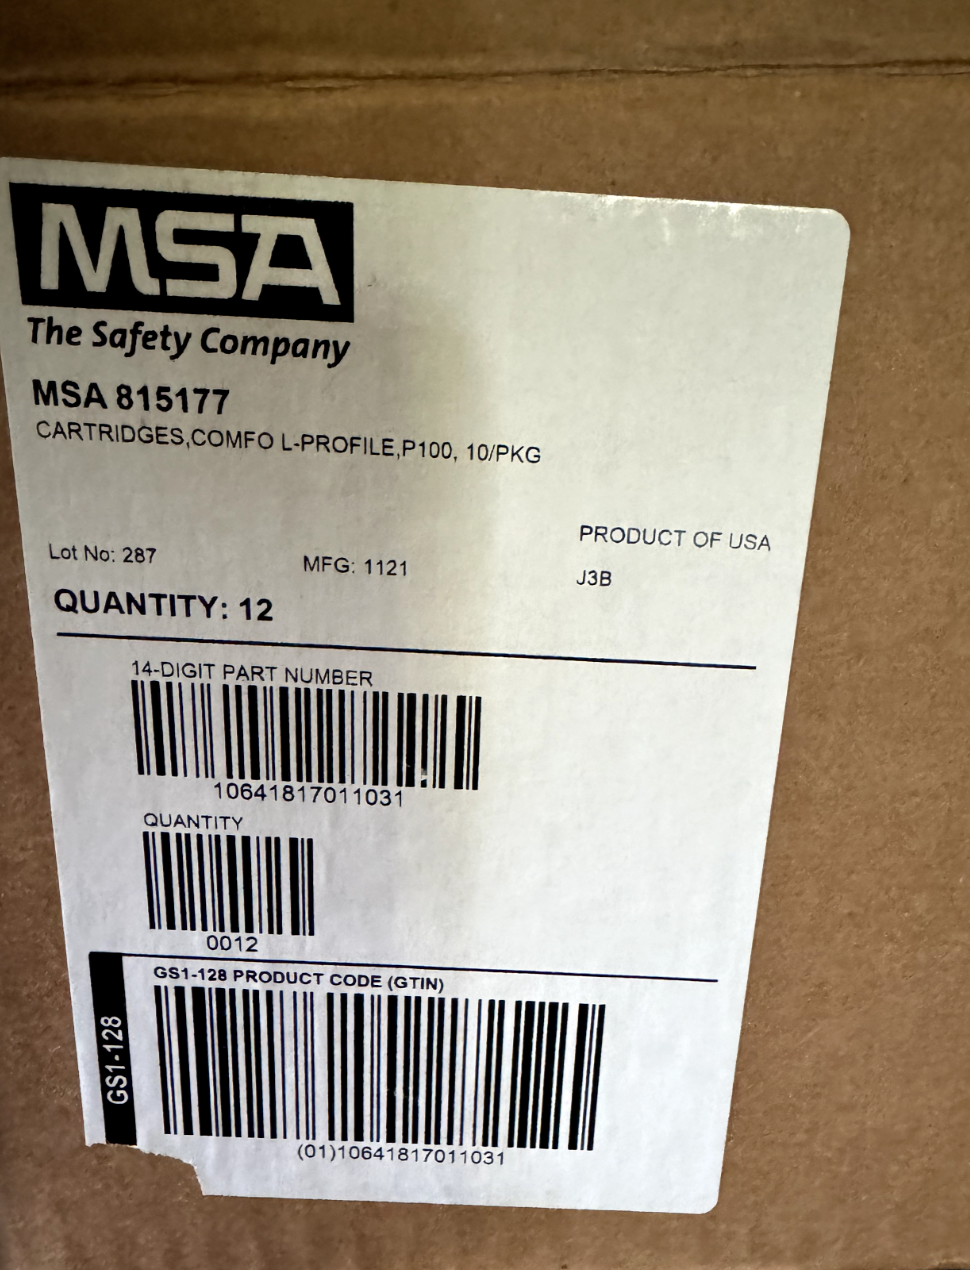 MSA
The Safety Company
MSA 815177
CARTRIDGES,COMFO L-PROFILE,P100, 10/PKG
PRODUCT OF USA
Lot No: 287 MFG: 1121 J3B
QUANTITY: 12
14-DIGIT PART NUMBER
10641817011031
QUANTITY
0012
GS1-128 PRODUCT CODE (GTIN)
GS1-128
(01)10641817011031